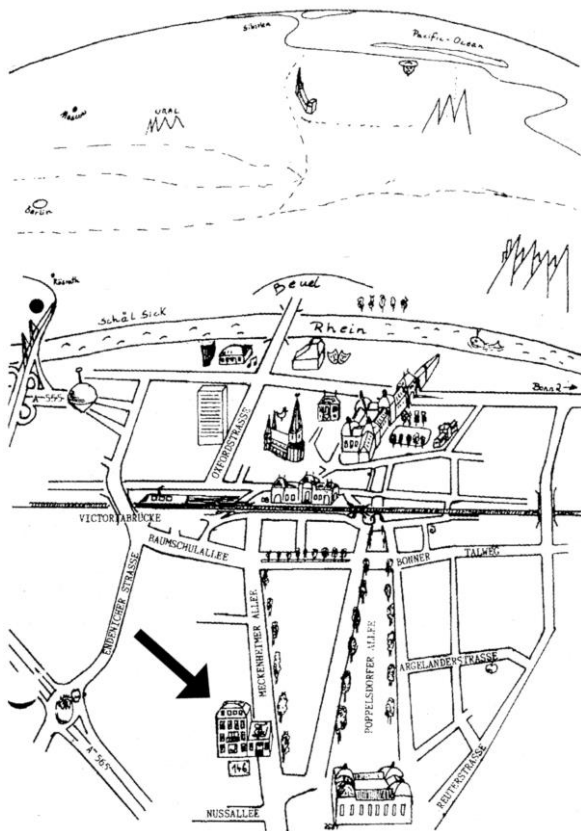 Sibirien
Pacific-Ocean
Moskau
URAL
Berlin
Rösrath
Beuel
Schäl Sick
Rhein
Bonn 2
A-555
OXFORDSTRASSE
VICTORIABRÜCKE
BAUMSCHULALLEE
BONNER
TALWEG
ENDENICHER STRASSE
MECKENHEIMER ALLEE
POPPELSDORFER ALLEE
ARGELANDERSTRASSE
146
A-565
REUTERSTRASSE
NUSSALLEE